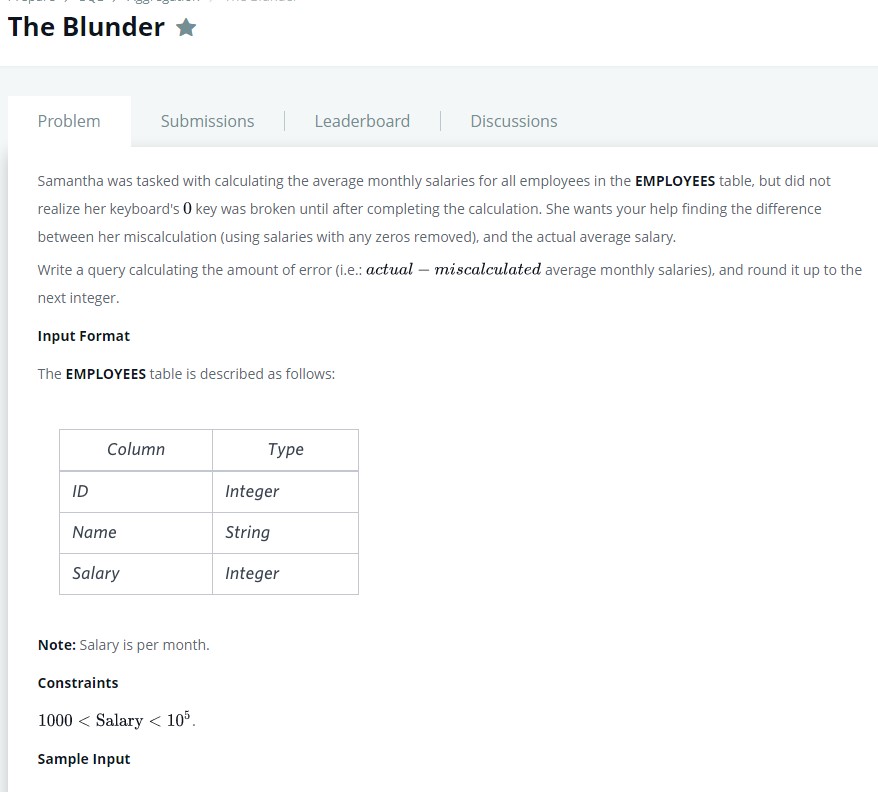 The Blunder
Problem
Submissions
Leaderboard
Discussions
Samantha was tasked with calculating the average monthly salaries for all employees in the EMPLOYEES table, but did not
realize her keyboard's 0 key was broken until after completing the calculation. She wants your help finding the difference
between her miscalculation (using salaries with any zeros removed), and the actual average salary.
Write a query calculating the amount of error (i.e.: actual − miscalculated average monthly salaries), and round it up to the
next integer.
Input Format
The EMPLOYEES table is described as follows:
Column Type
ID Integer
Name String
Salary Integer
Note: Salary is per month.
Constraints
1000 < Salary < 10⁵.
Sample Input